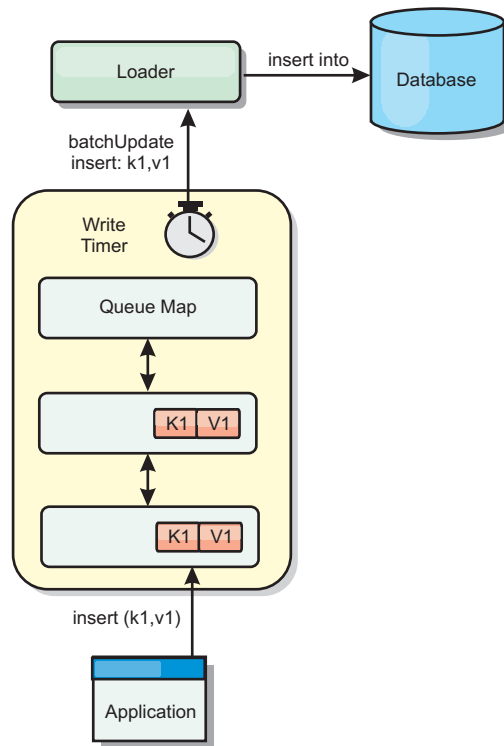 Loader
insert into
Database
batchUpdate
insert: k1,v1
Write
Timer
Queue Map
K1 V1
K1 V1
insert (k1,v1)
Application